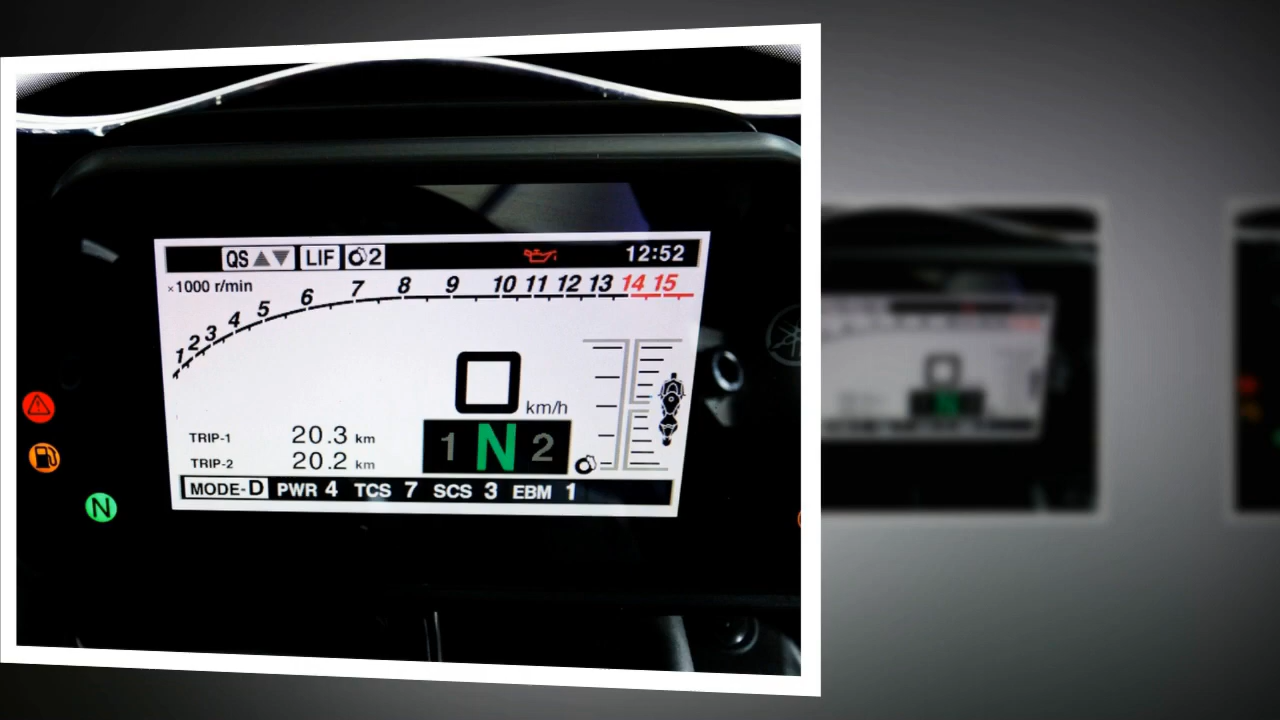 QS ▲▼ LIF 2 12:52
×1000 r/min
1 2 3 4 5 6 7 8 9 10 11 12 13 14 15
0 km/h
TRIP-1 20.3 km
1 N 2
TRIP-2 20.2 km
MODE-D PWR 4 TCS 7 SCS 3 EBM 1
N